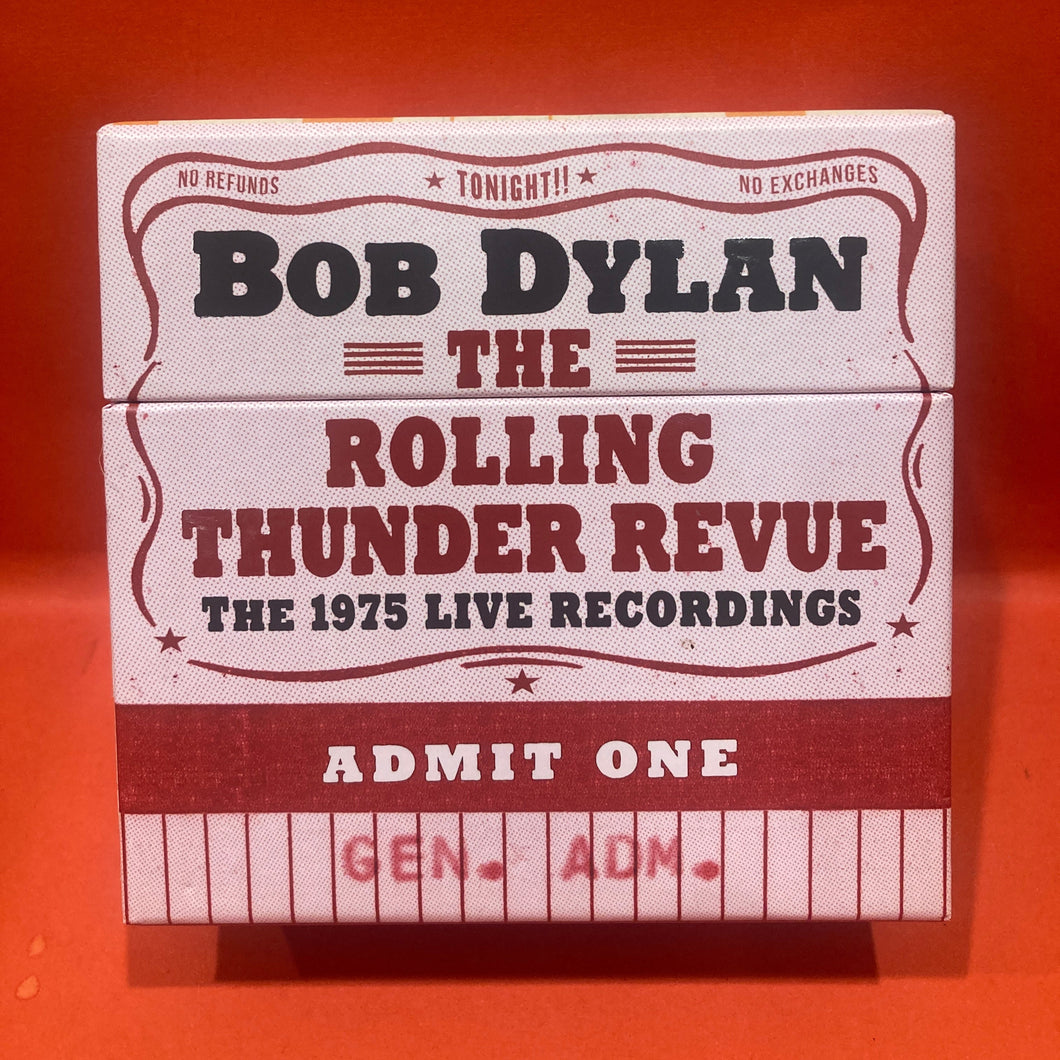 NO REFUNDS TONIGHT!! NO EXCHANGES
BOB DYLAN
THE
ROLLING
THUNDER REVUE
THE 1975 LIVE RECORDINGS
ADMIT ONE
GEN. ADM.